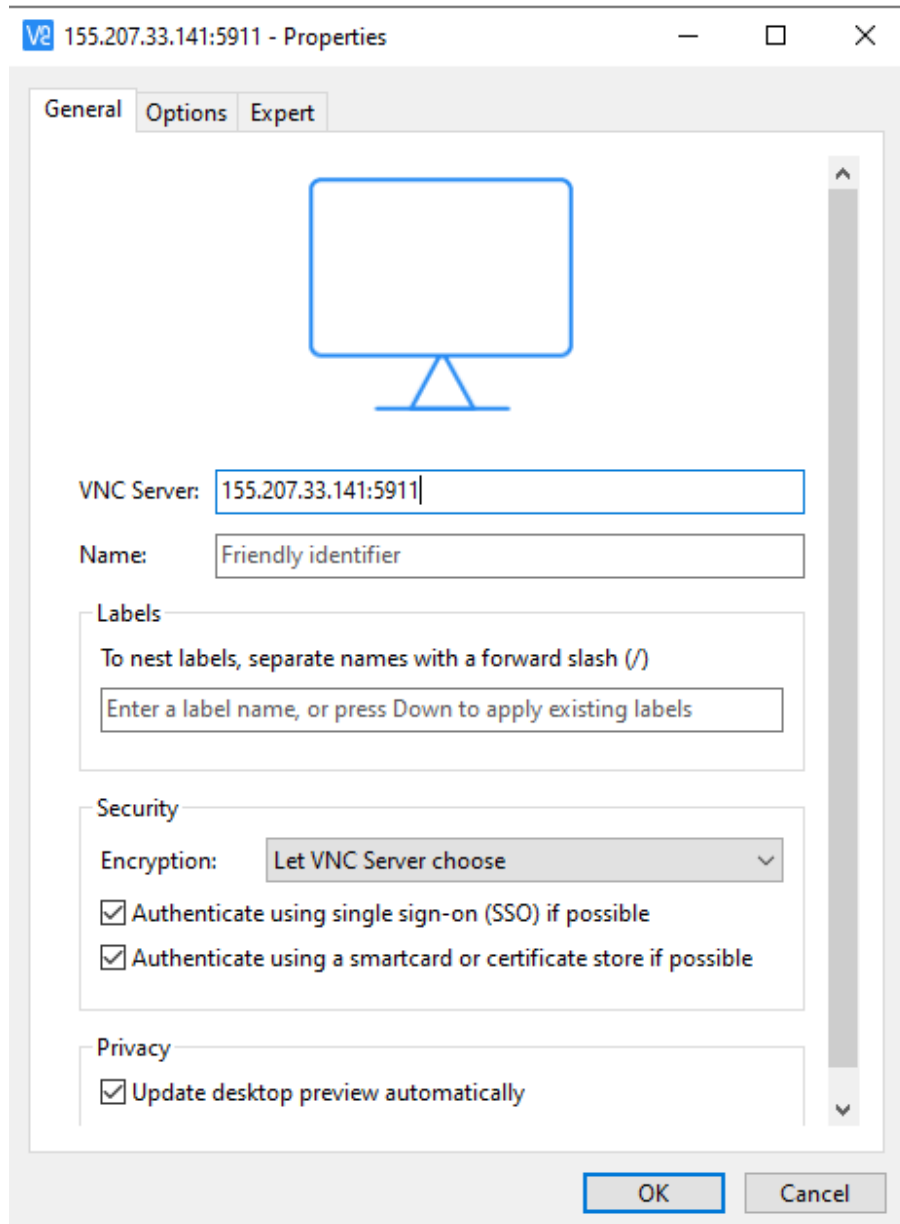 V2 155.207.33.141:5911 - Properties
General Options Expert
VNC Server: 155.207.33.141:5911
Name: Friendly identifier
Labels
To nest labels, separate names with a forward slash (/)
Enter a label name, or press Down to apply existing labels
Security
Encryption: Let VNC Server choose
Authenticate using single sign-on (SSO) if possible
Authenticate using a smartcard or certificate store if possible
Privacy
Update desktop preview automatically
OK Cancel